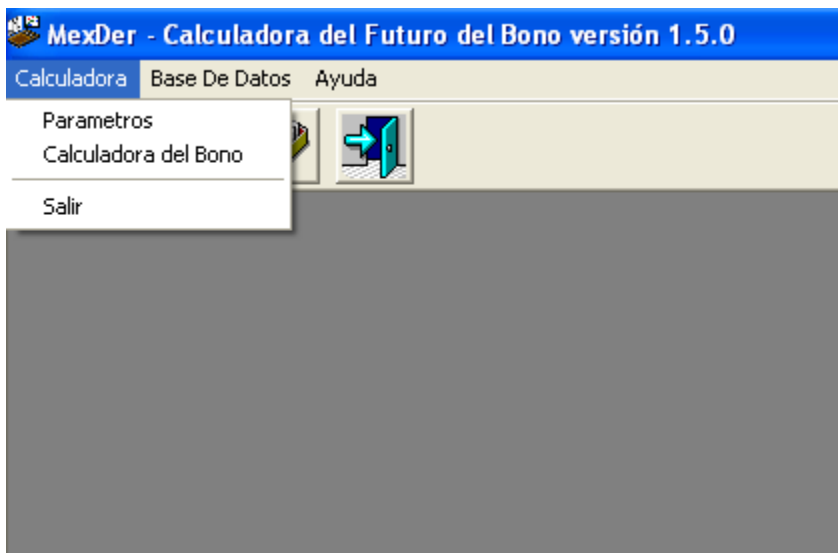 MexDer - Calculadora del Futuro del Bono versión 1.5.0
Calculadora Base De Datos Ayuda
Parametros
Calculadora del Bono
Salir